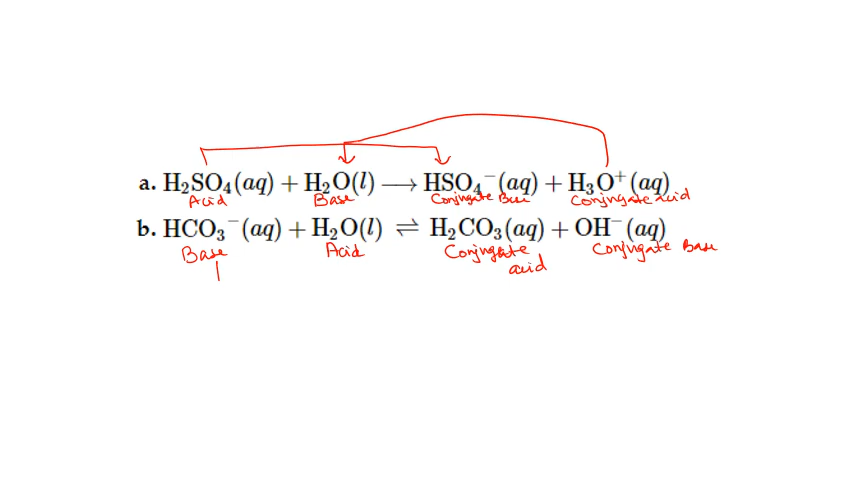 a. H₂SO₄(aq) + H₂O(l) ⟶ HSO₄⁻(aq) + H₃O⁺(aq)
Acid Base Conjugate Base Conjugate acid
b. HCO₃⁻(aq) + H₂O(l) ⇌ H₂CO₃(aq) + OH⁻(aq)
Base Acid Conjugate Conjugate Base
acid